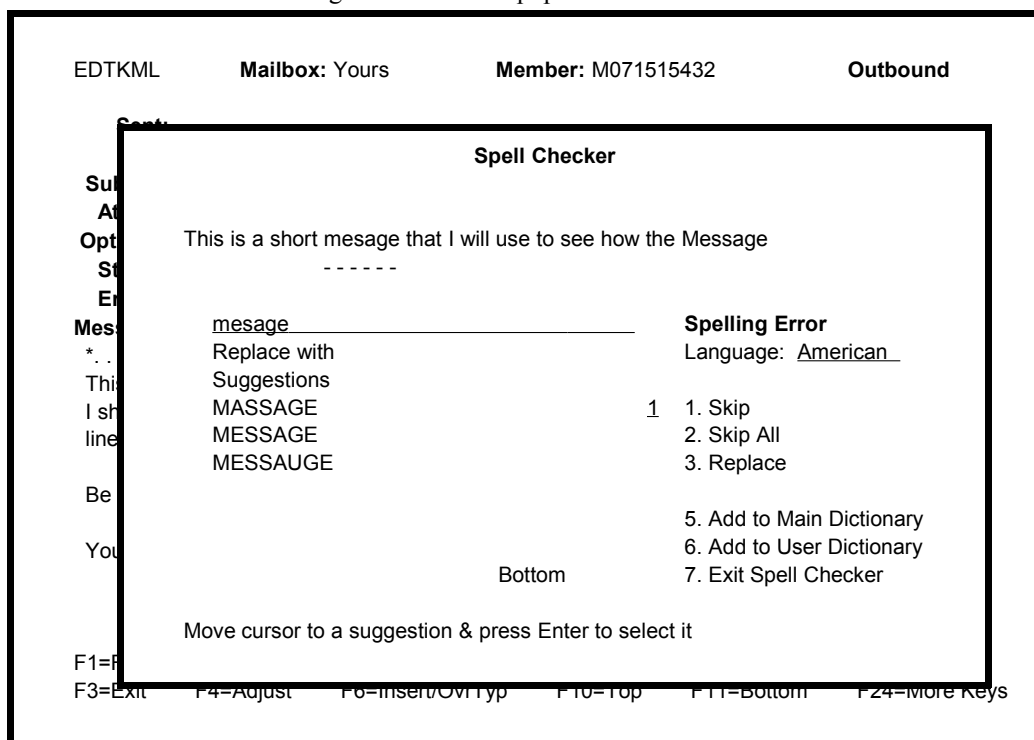 EDTKML Mailbox: Yours Member: M071515432 Outbound
Sent:
Spell Checker
This is a short mesage that I will use to see how the Message
- - - - - -
mesage Spelling Error
Replace with Language: American
Suggestions
MASSAGE 1 1. Skip
MESSAGE 2. Skip All
MESSAUGE 3. Replace
Be
5. Add to Main Dictionary
6. Add to User Dictionary
Bottom 7. Exit Spell Checker
Move cursor to a suggestion & press Enter to select it
F3=Exit F4=Adjust F6=Insert/OvrTyp F10=Top F11=Bottom F24=More Keys